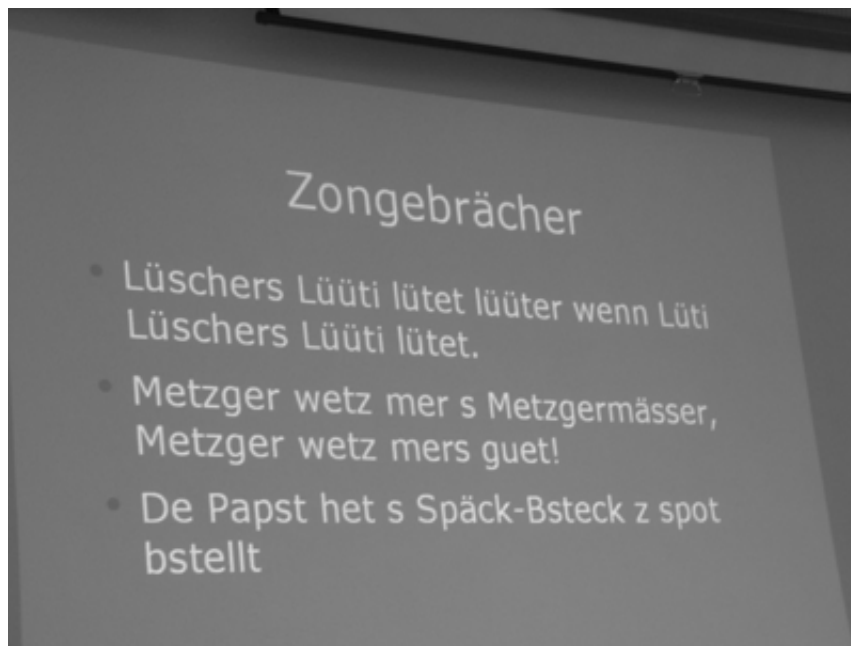 Zongebrächer
Lüschers Lüüti lütet lüüter wenn Lüti
Lüschers Lüüti lütet.
Metzger wetz mer s Metzgermässer,
Metzger wetz mers guet!
De Papst het s Späck-Bsteck z spot
bstellt